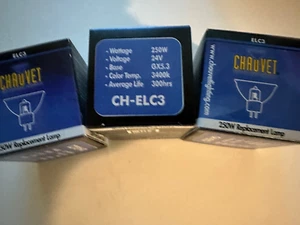 ELC3
CHAUVET
250W Replacement Lamp
- Wattage 250W
- Voltage 24V
- Base GX5.3
- Color Temp. 3400k
- Average Life 300hrs
CH-ELC3
ELC3
CHAUVET
250W Replacement Lamp